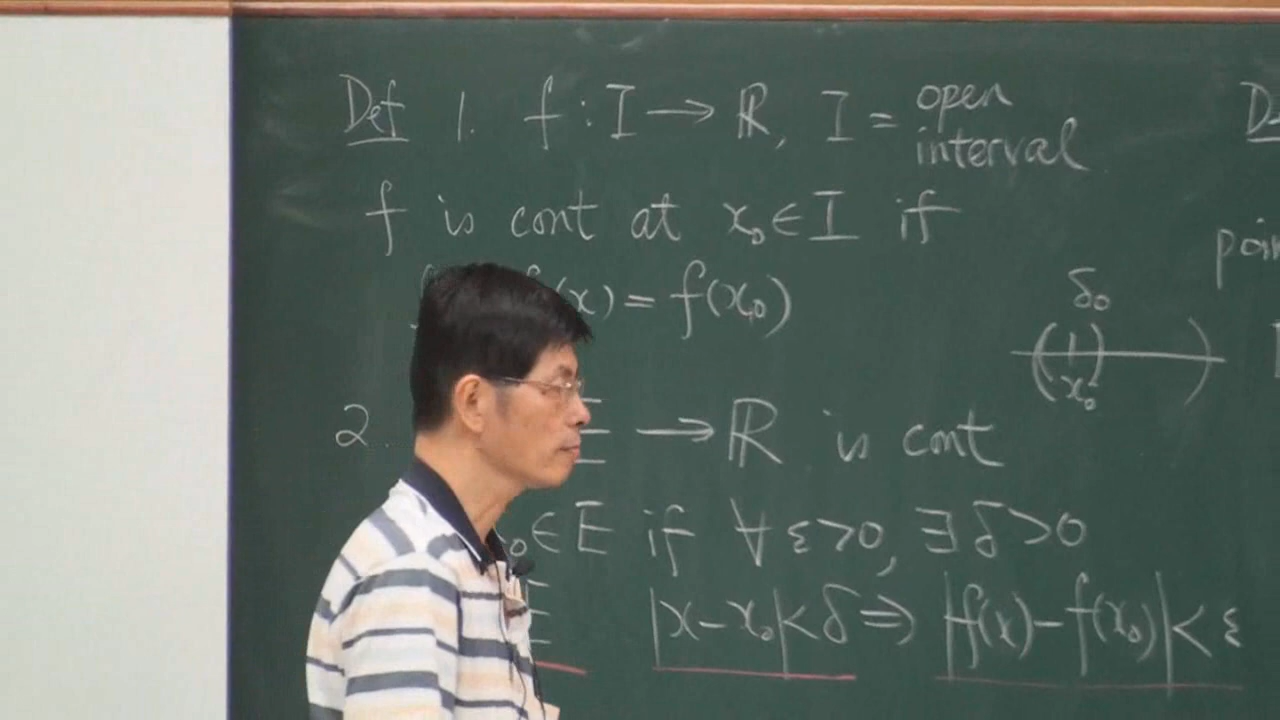 Def 1. f : I → ℝ, I = open interval
f is cont at x₀ ∈ I if
(x) = f(x₀)
2 E → ℝ is cont
₀ ∈ E if ∀ ε > 0, ∃ δ > 0
E |x - x₀| < δ ⇒ |f(x) - f(x₀)| < ε
δ₀
( ( | ) )
x₀